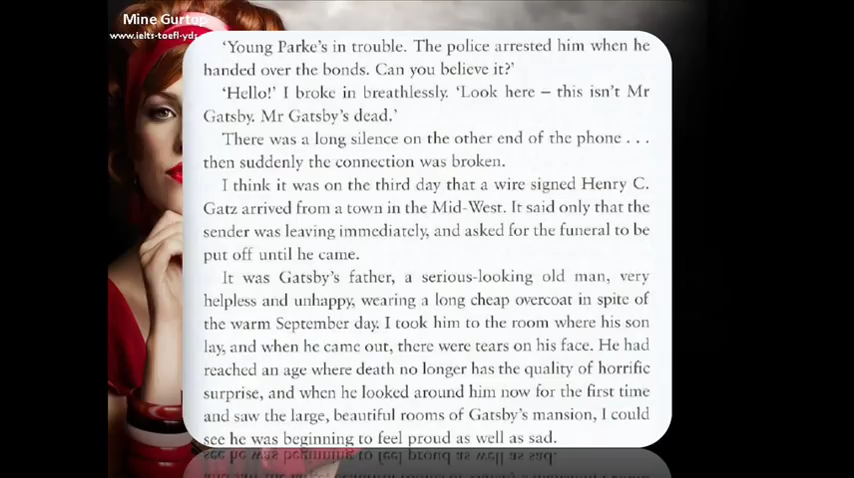 Mine Gurtop
www.ielts-toefl-yds
'Young Parke's in trouble. The police arrested him when he
handed over the bonds. Can you believe it?'
'Hello!' I broke in breathlessly. 'Look here – this isn't Mr
Gatsby. Mr Gatsby's dead.'
There was a long silence on the other end of the phone . . .
then suddenly the connection was broken.
I think it was on the third day that a wire signed Henry C.
Gatz arrived from a town in the Mid-West. It said only that the
sender was leaving immediately, and asked for the funeral to be
put off until he came.
It was Gatsby's father, a serious-looking old man, very
helpless and unhappy, wearing a long cheap overcoat in spite of
the warm September day. I took him to the room where his son
lay, and when he came out, there were tears on his face. He had
reached an age where death no longer has the quality of horrific
surprise, and when he looked around him now for the first time
and saw the large, beautiful rooms of Gatsby's mansion, I could
see he was beginning to feel proud as well as sad.